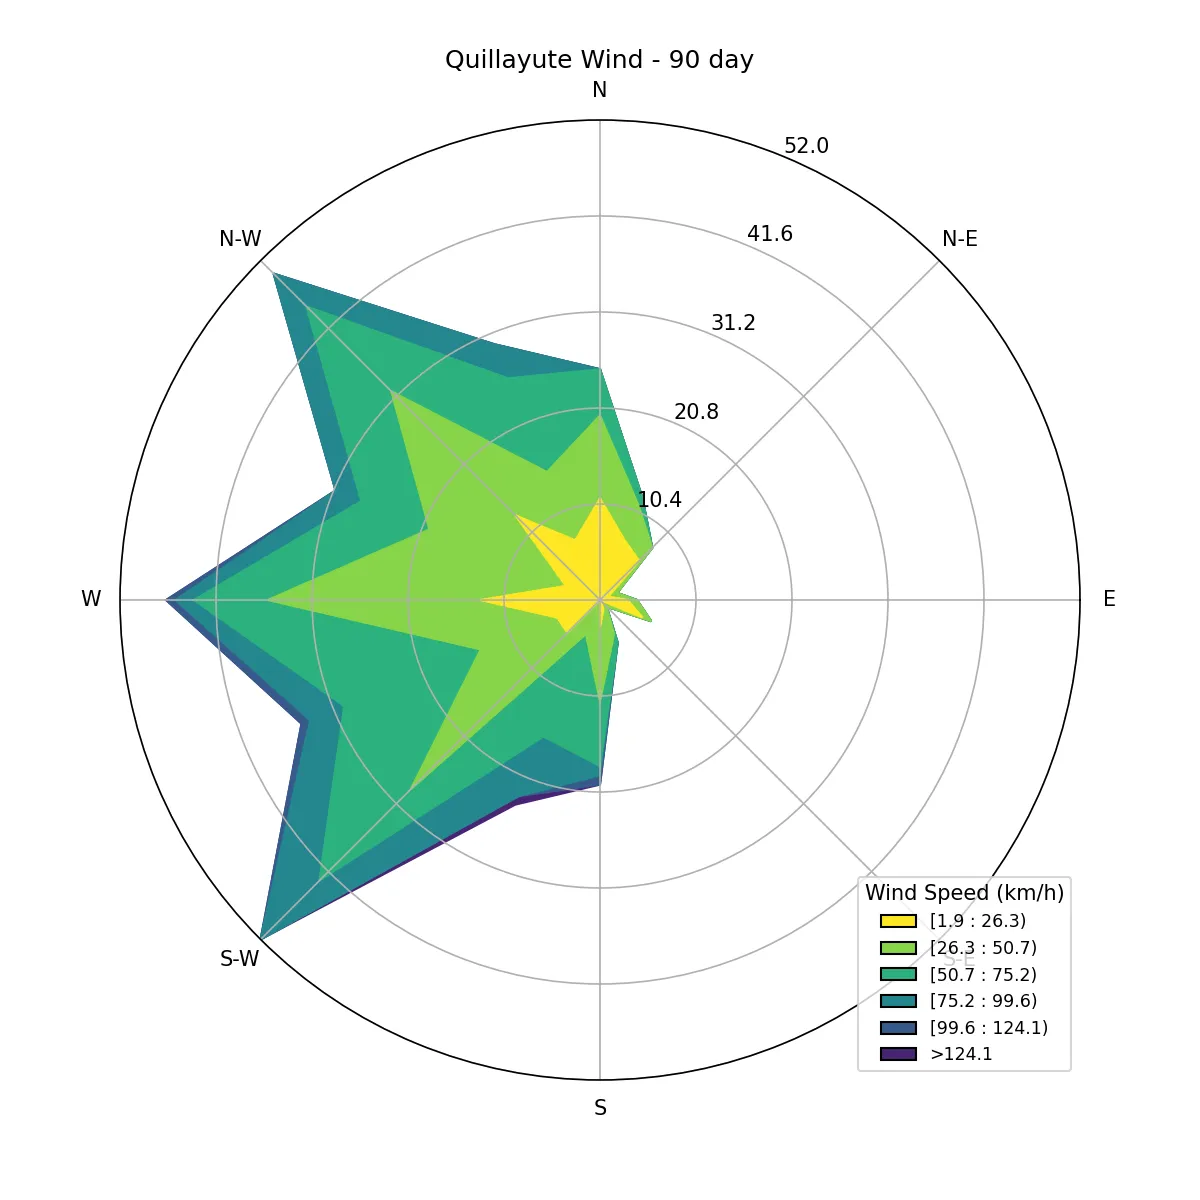 Quillayute Wind - 90 day
N
52.0
41.6
N-W
N-E
31.2
20.8
10.4
W
E
S-W
S-E
Wind Speed (km/h)
[1.9 : 26.3)
[26.3 : 50.7)
[50.7 : 75.2)
[75.2 : 99.6)
[99.6 : 124.1)
>124.1
S